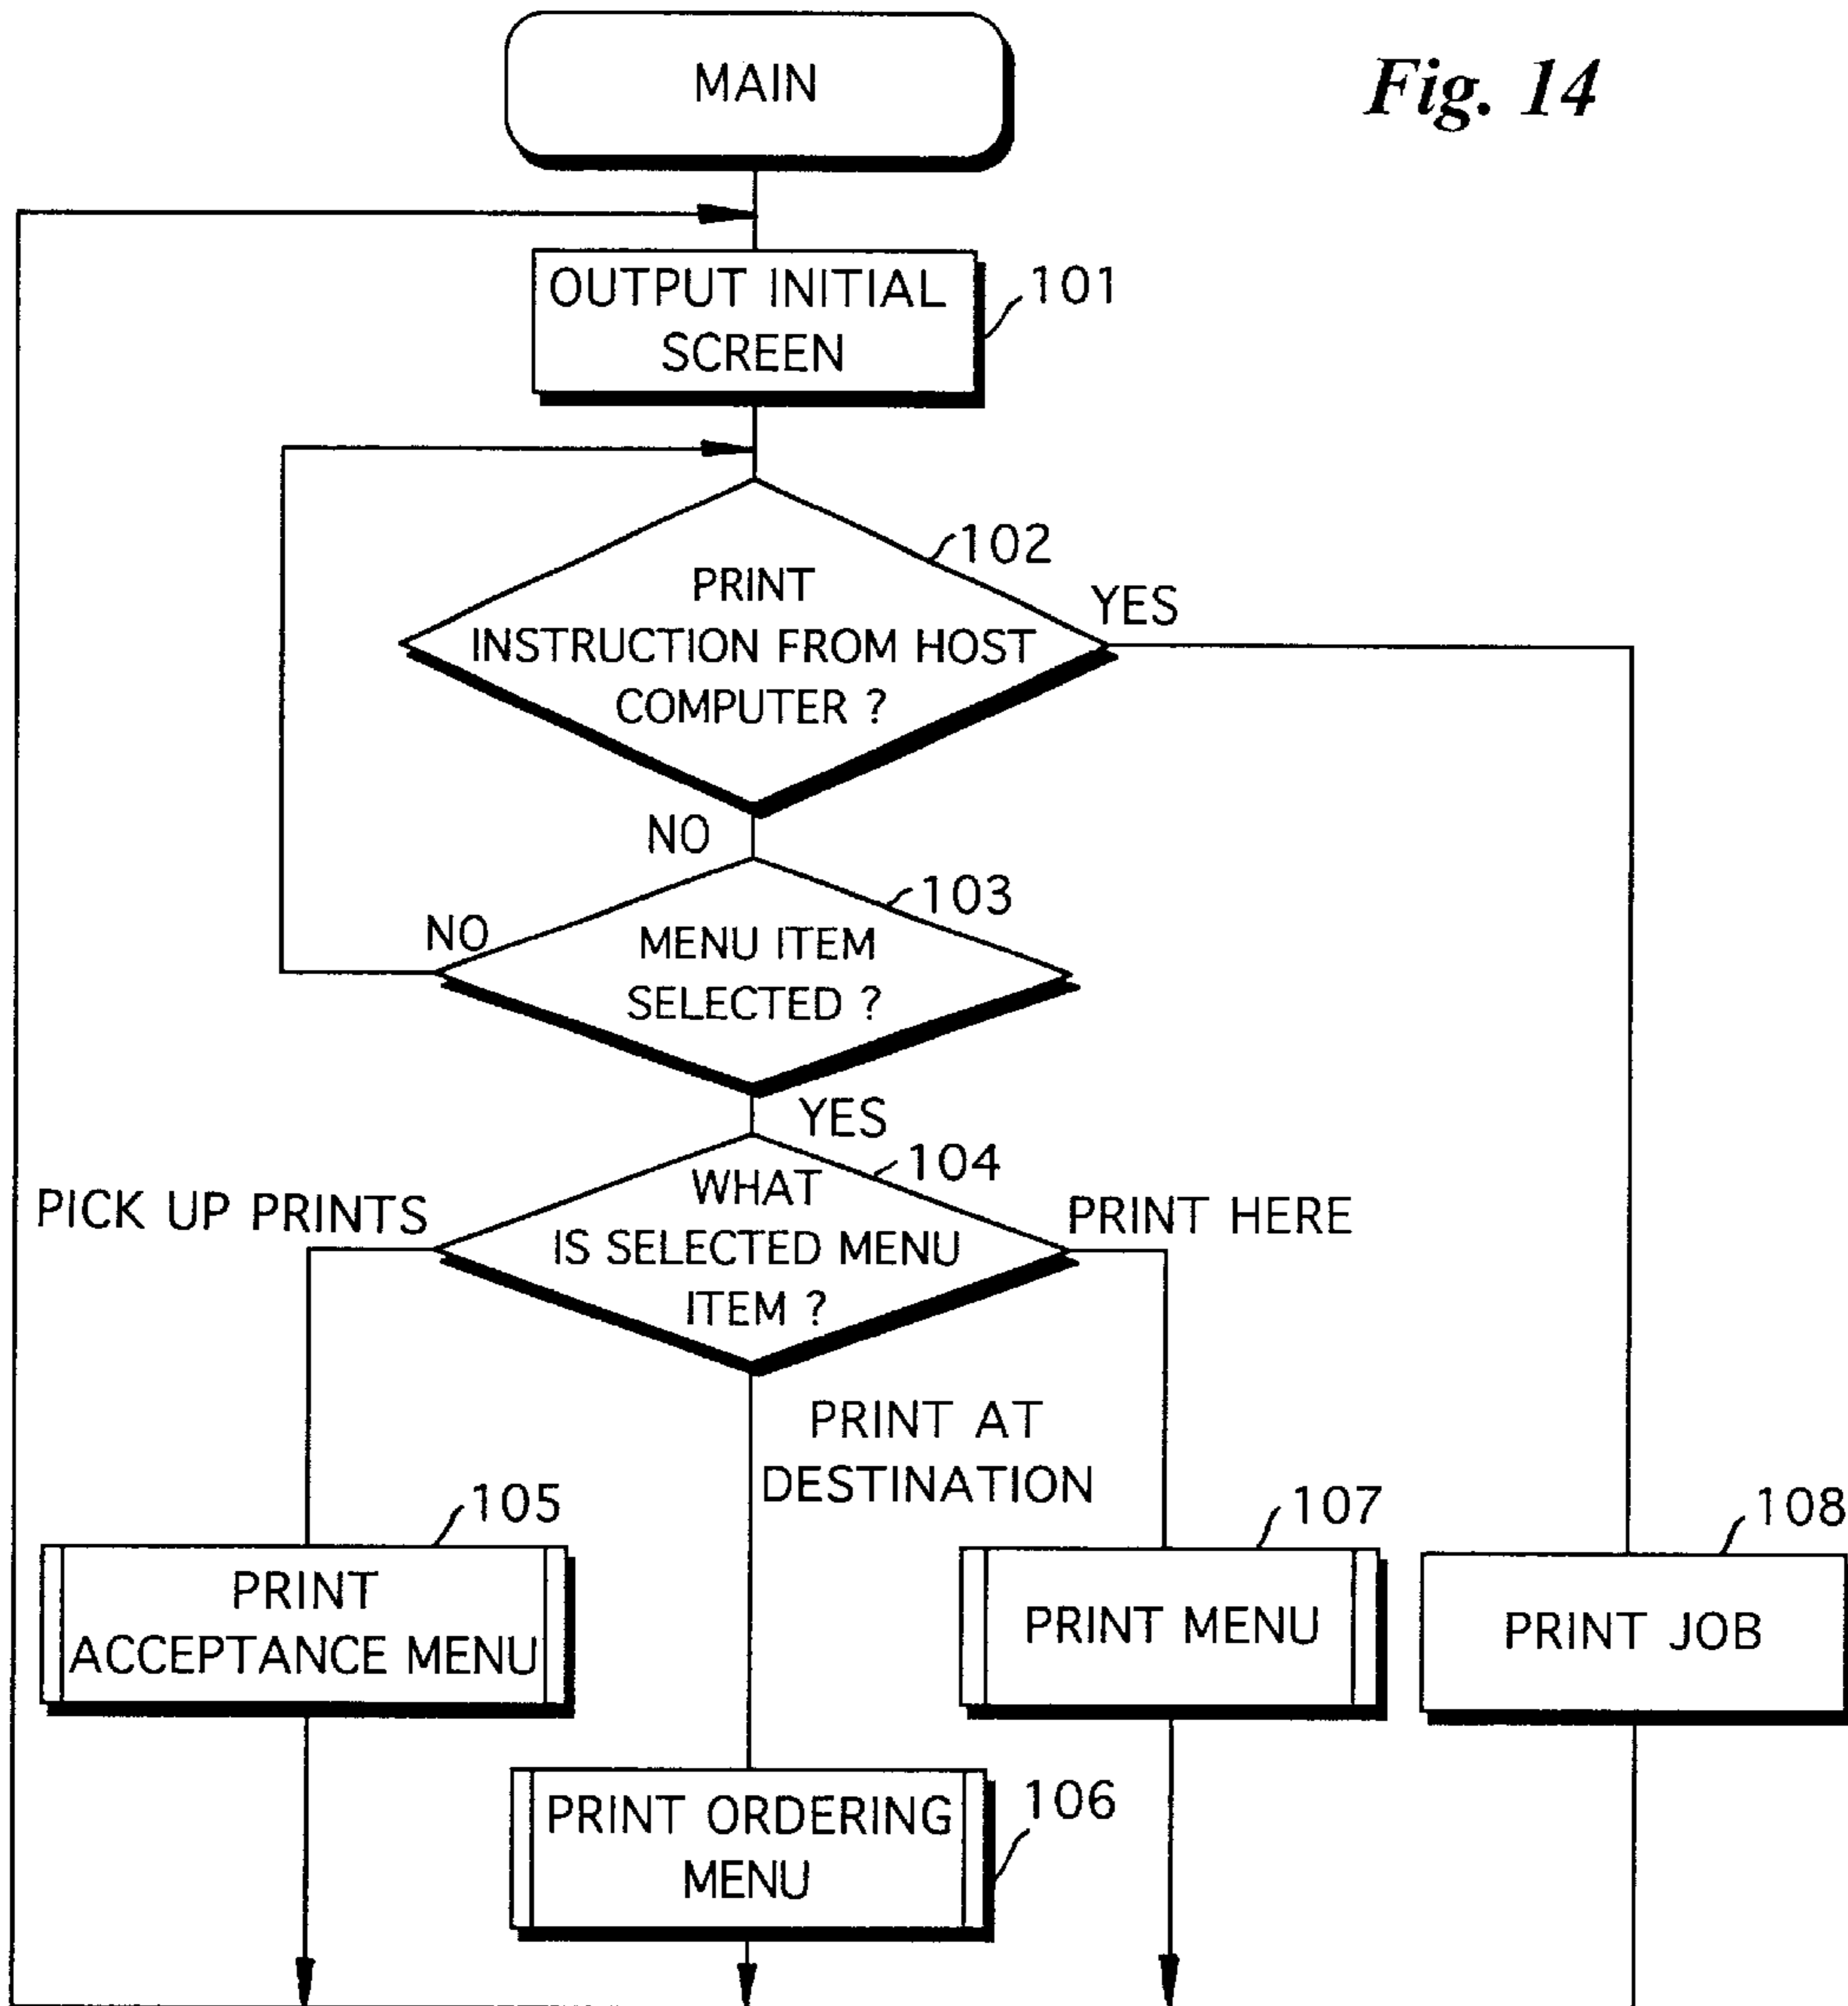 MAIN
Fig. 14
OUTPUT INITIAL
SCREEN
101
102
PRINT
INSTRUCTION FROM HOST
COMPUTER ?
YES
NO
103
MENU ITEM
SELECTED ?
NO
YES
104
WHAT
IS SELECTED MENU
ITEM ?
PICK UP PRINTS
PRINT HERE
PRINT AT
DESTINATION
105
PRINT
ACCEPTANCE MENU
107
PRINT MENU
108
PRINT JOB
PRINT ORDERING
MENU
106